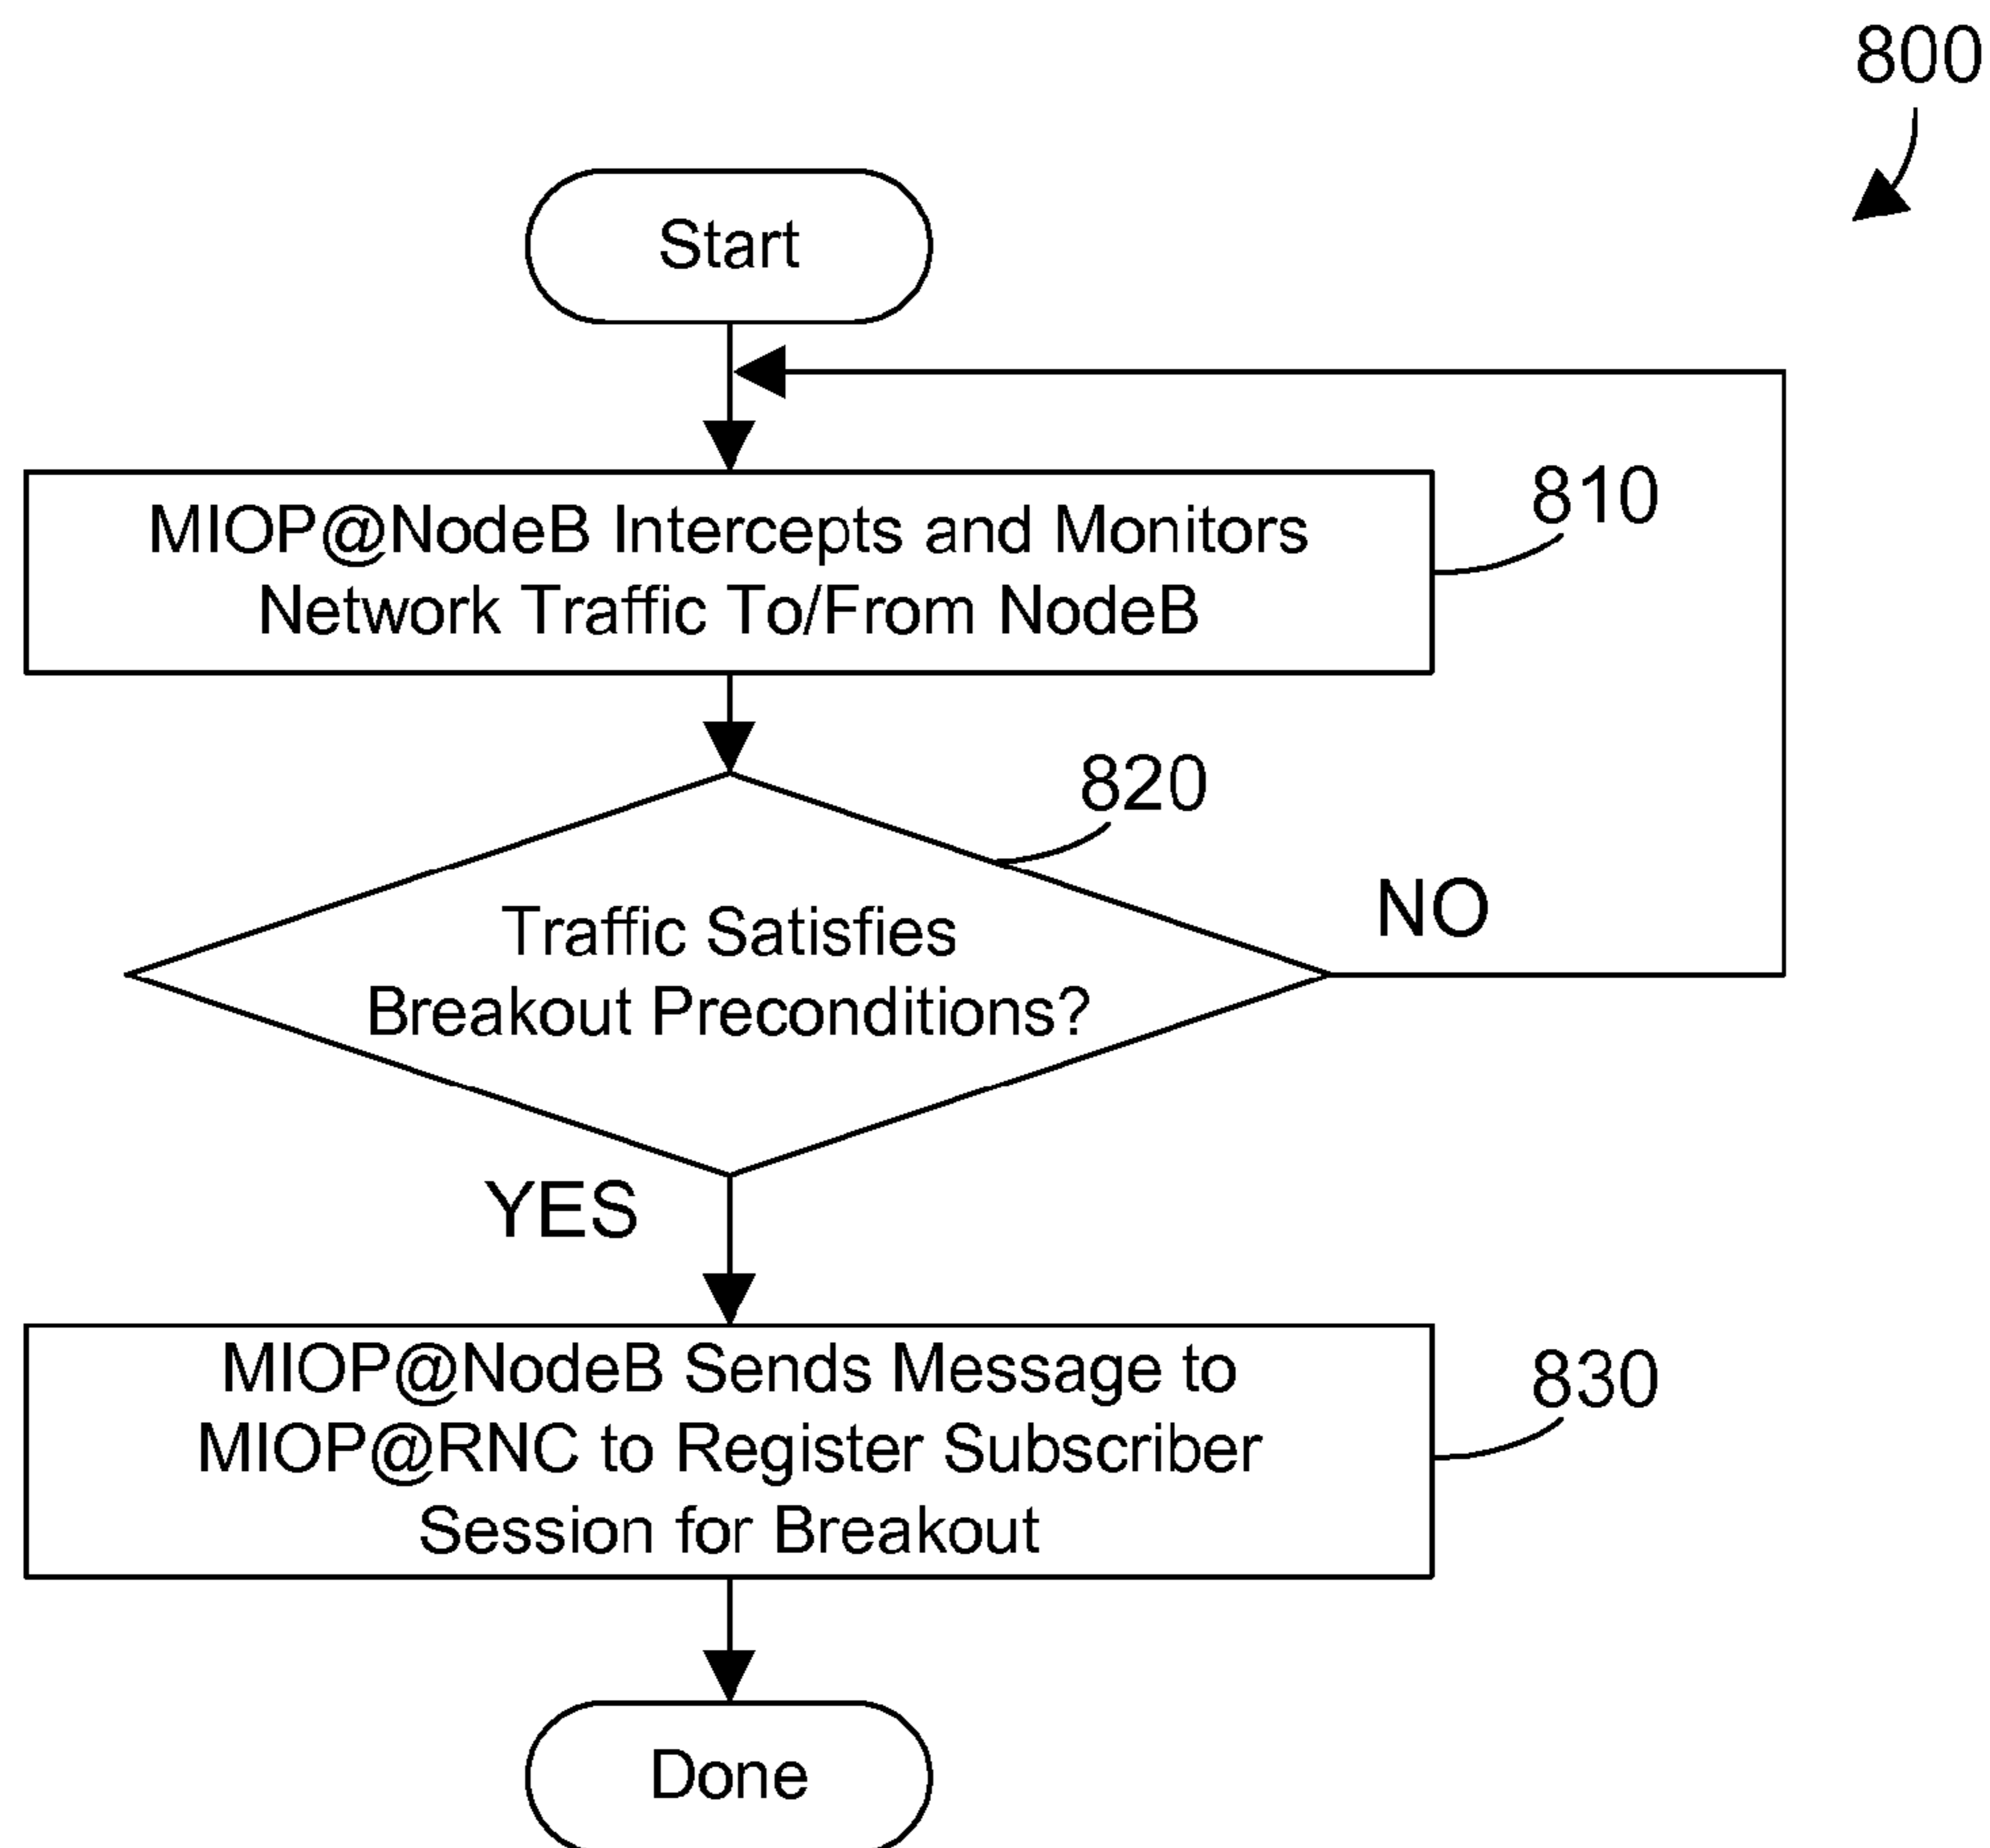 800
Start
MIOP@NodeB Intercepts and Monitors
Network Traffic To/From NodeB
810
820
Traffic Satisfies
Breakout Preconditions?
NO
YES
MIOP@NodeB Sends Message to
MIOP@RNC to Register Subscriber
Session for Breakout
830
Done